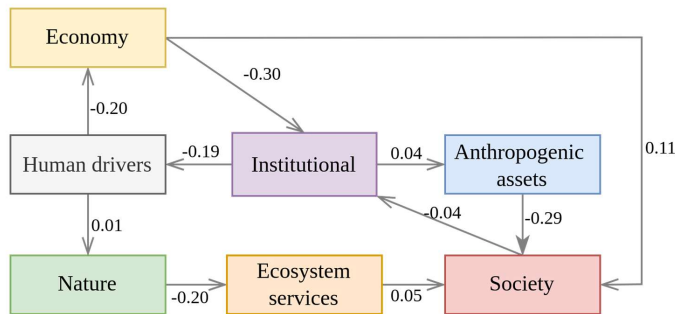 Economy
-0.30
-0.20
Human drivers
-0.19
Institutional
0.04
Anthropogenic
assets
0.11
0.01
-0.04
-0.29
Nature
-0.20
Ecosystem
services
0.05
Society